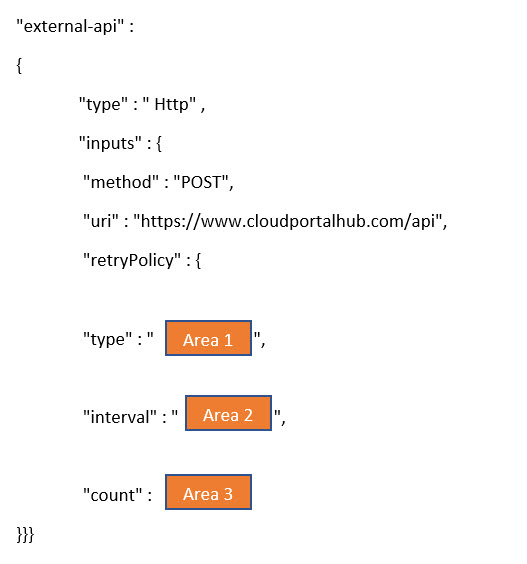 "external-api" :
{
"type" : " Http" ,
"inputs" : {
"method" : "POST",
"uri" : "https://www.cloudportalhub.com/api",
"retryPolicy" : {
"type" : " Area 1 ",
"interval" : " Area 2 ",
"count" : Area 3
}}}